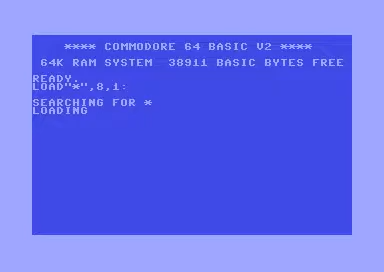 **** COMMODORE 64 BASIC V2 ****
64K RAM SYSTEM  38911 BASIC BYTES FREE
READY.
LOAD"*",8,1:
SEARCHING FOR *
LOADING